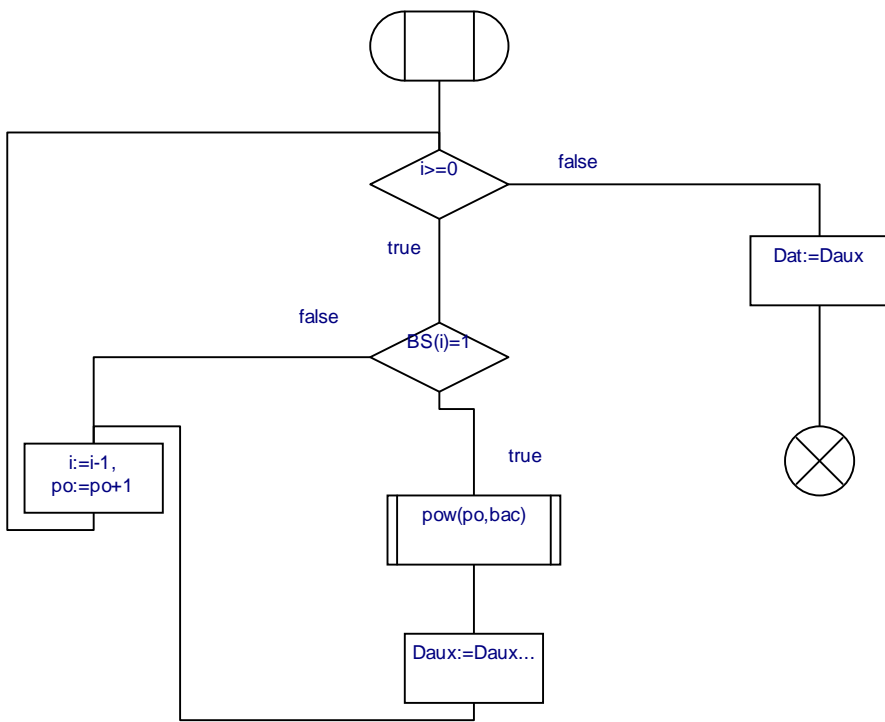 i>=0
false
true
Dat:=Daux
false
BS(i)=1
true
i:=i-1,
po:=po+1
pow(po,bac)
Daux:=Daux...